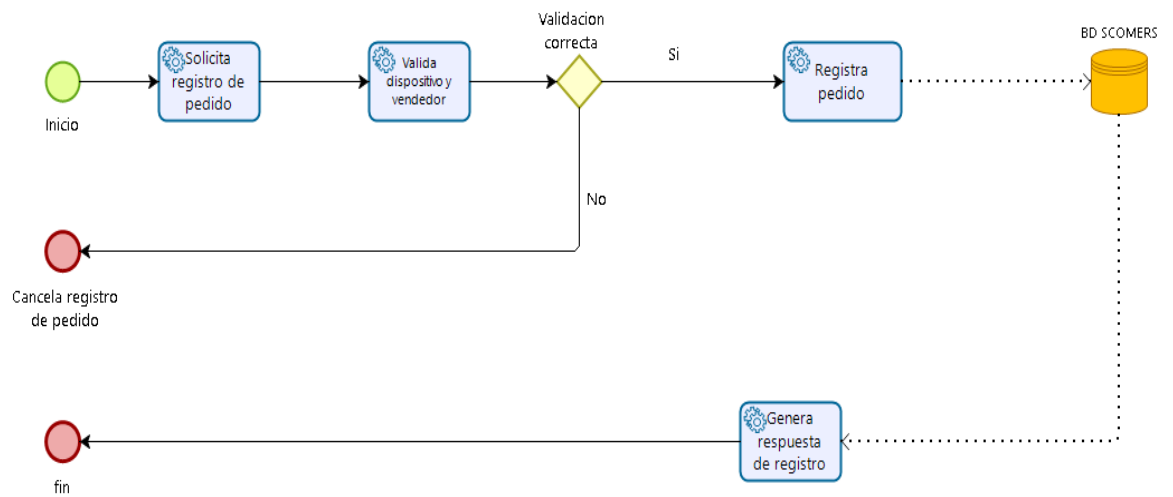 Validacion
correcta
BD SCOMERS
Inicio
Solicita
registro de
pedido
Valida
dispositivo y
vendedor
Si
Registra
pedido
No
Cancela registro
de pedido
Genera
respuesta
de registro
fin